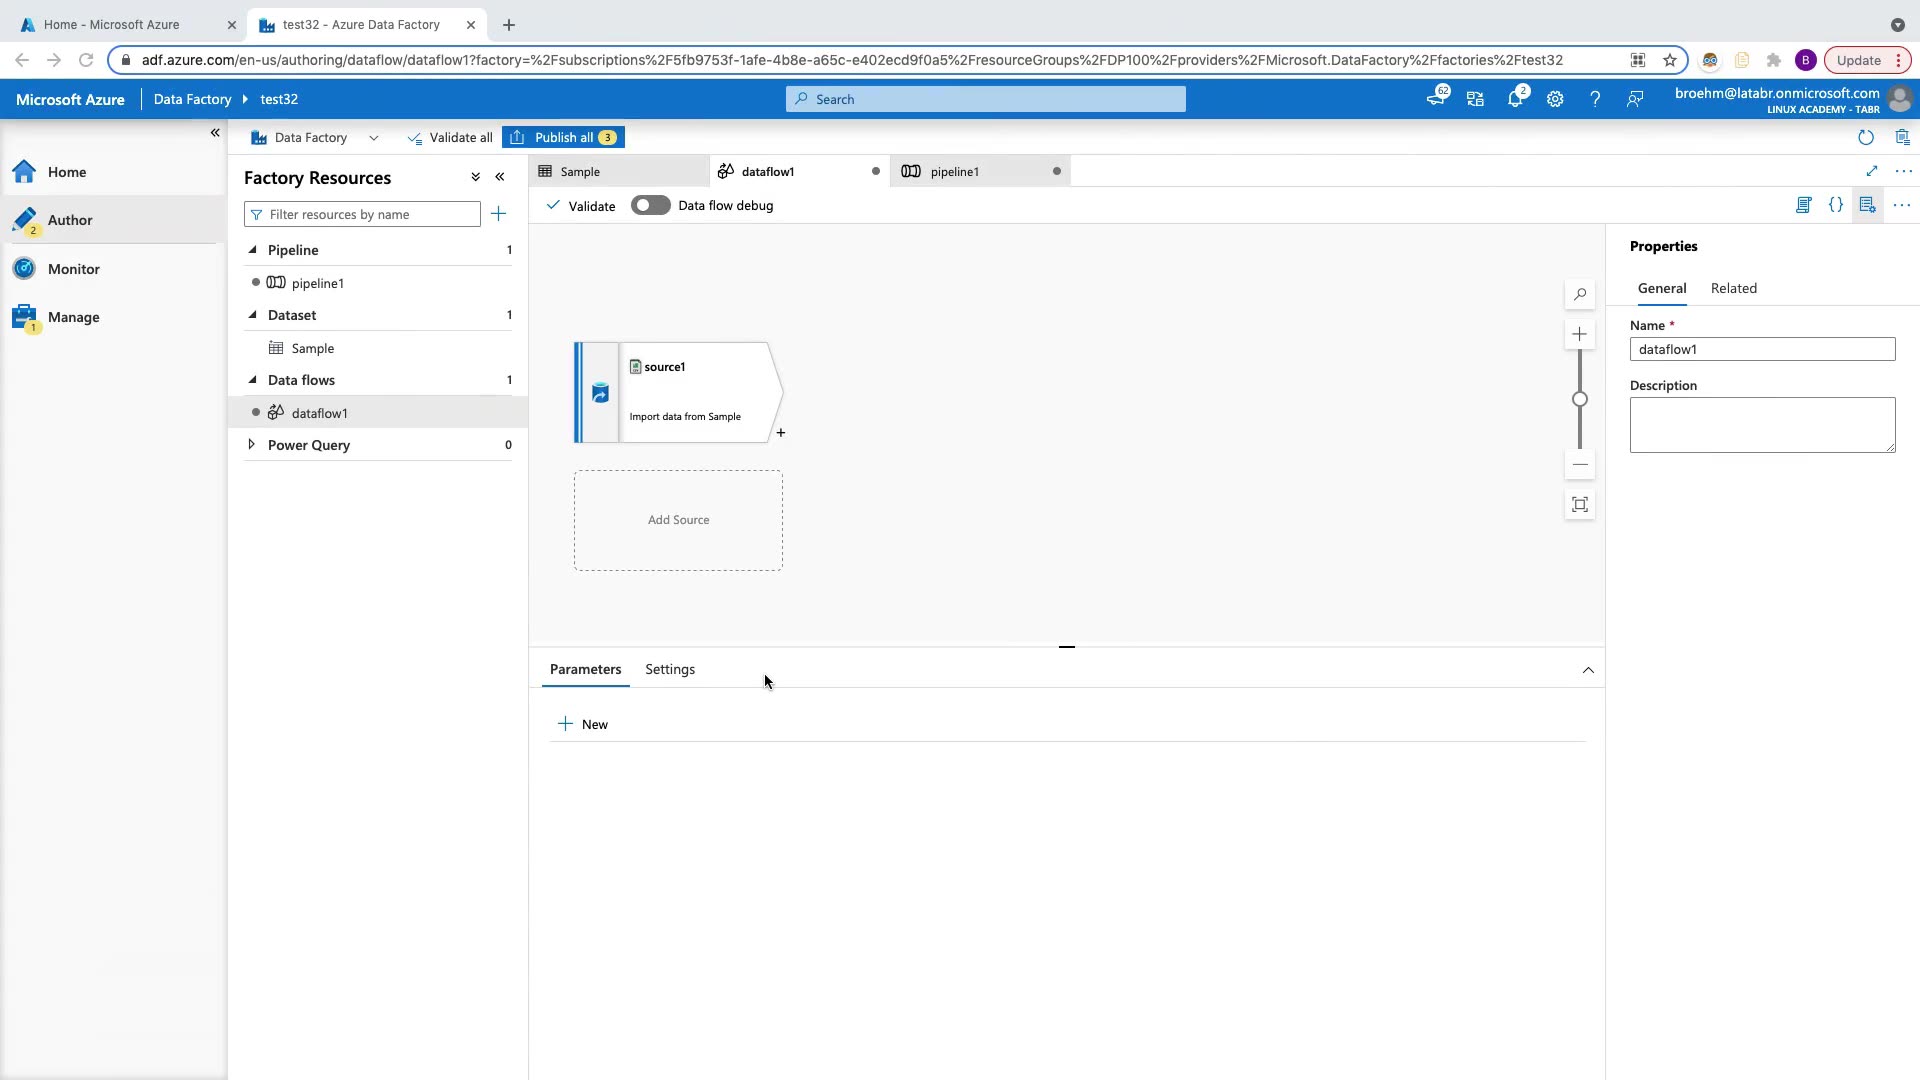 Home - Microsoft Azure
test32 - Azure Data Factory
adf.azure.com/en-us/authoring/dataflow/dataflow1?factory=%2Fsubscriptions%2F5fb9753f-1afe-4b8e-a65c-e402ecd9f0a5%2FresourceGroups%2FDP100%2Fproviders%2FMicrosoft.DataFactory%2Ffactories%2Ftest32
B
Update
Microsoft Azure
Data Factory
test32
Search
62
2
broehm@latabr.onmicrosoft.com
LINUX ACADEMY - TABR
Data Factory
Validate all
Publish all 3
Home
Author
2
Monitor
Manage
1
Factory Resources
Filter resources by name
Pipeline 1
pipeline1
Dataset 1
Sample
Data flows 1
dataflow1
Power Query 0
Sample
dataflow1
pipeline1
Validate
Data flow debug
source1
Import data from Sample
+
Add Source
Parameters
Settings
New
Properties
General
Related
Name *
dataflow1
Description